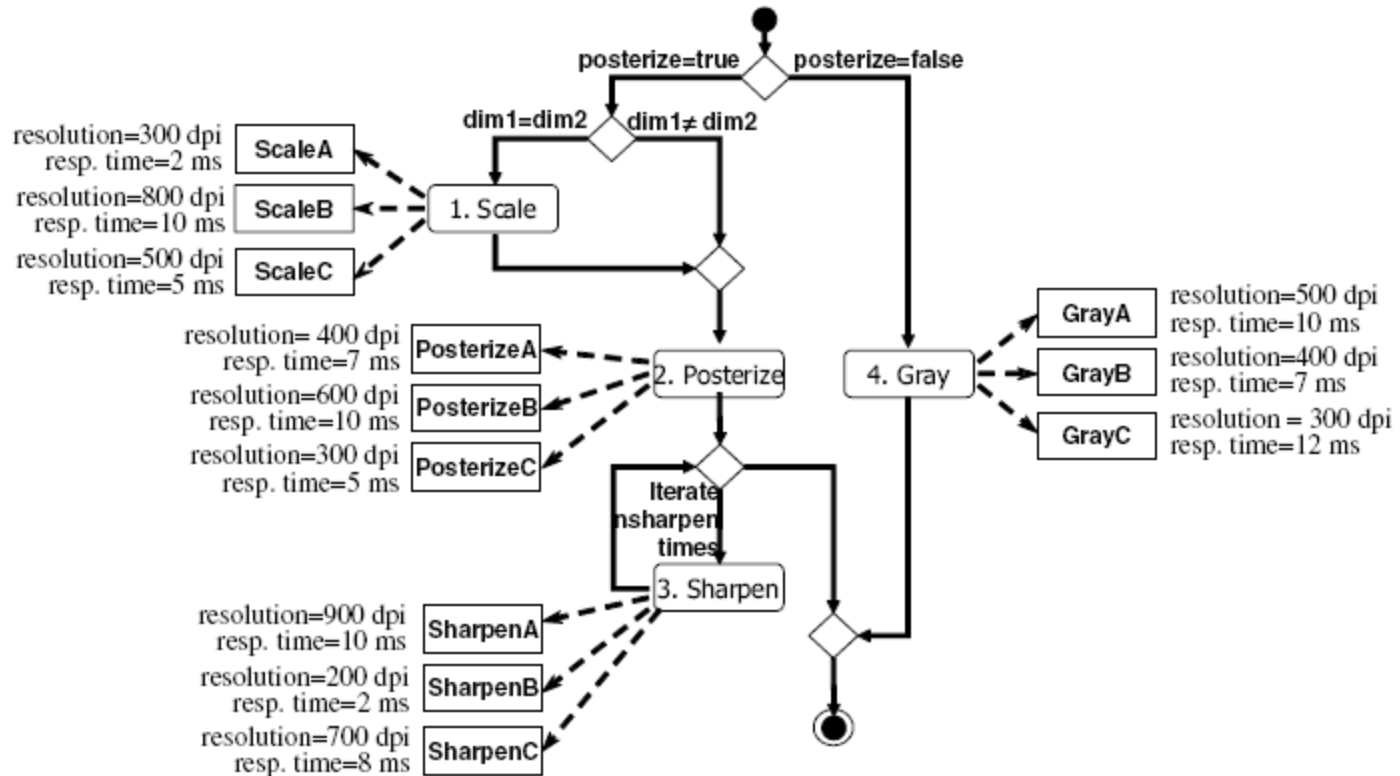 posterize=true
posterize=false
dim1=dim2
dim1≠ dim2
resolution=300 dpi
resp. time=2 ms
ScaleA
resolution=800 dpi
resp. time=10 ms
ScaleB
1. Scale
resolution=500 dpi
resp. time=5 ms
ScaleC
resolution= 400 dpi
resp. time=7 ms
PosterizeA
resolution=600 dpi
resp. time=10 ms
PosterizeB
resolution=300 dpi
resp. time=5 ms
PosterizeC
2. Posterize
4. Gray
GrayA
resolution=500 dpi
resp. time=10 ms
GrayB
resolution=400 dpi
resp. time=7 ms
GrayC
resolution = 300 dpi
resp. time=12 ms
Iterate
nsharpen
times
3. Sharpen
resolution=900 dpi
resp. time=10 ms
SharpenA
resolution=200 dpi
resp. time=2 ms
SharpenB
resolution=700 dpi
resp. time=8 ms
SharpenC